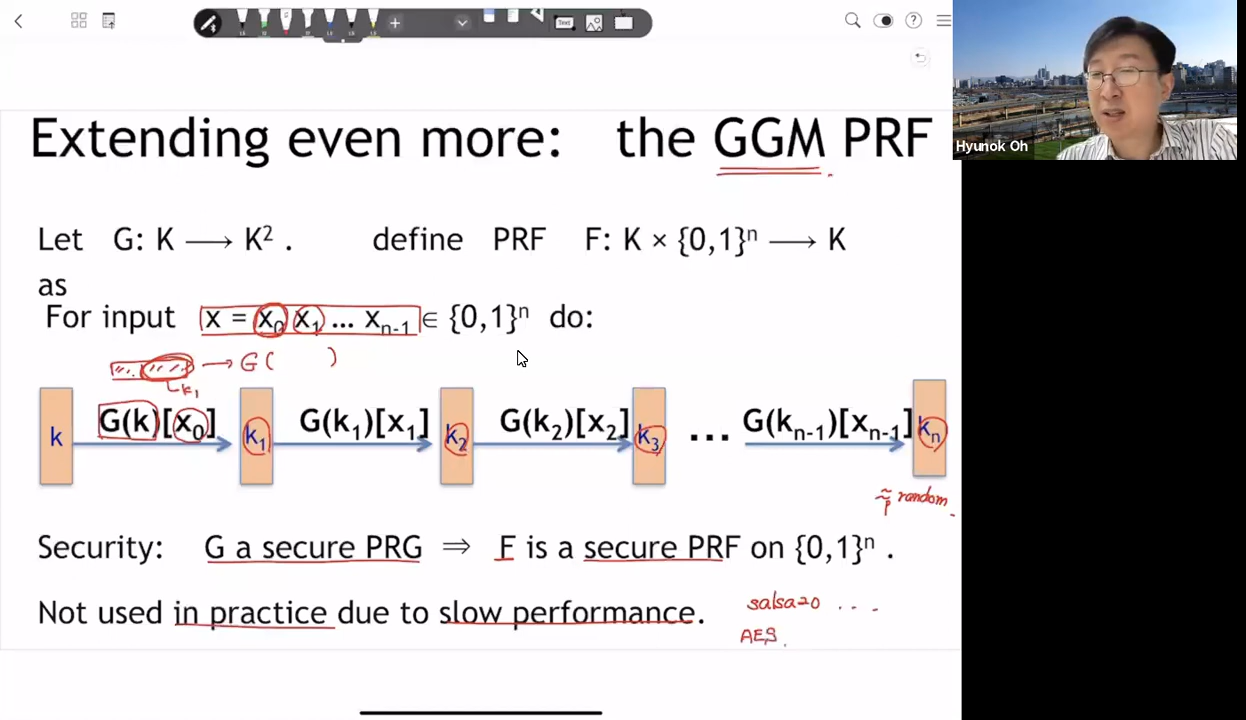 Text
Hyunok Oh
Extending even more: the GGM PRF
Let G: K ⟶ K² . define PRF F: K × {0,1}ⁿ ⟶ K
as
For input x = x₀ x₁ … xₙ₋₁ ∈ {0,1}ⁿ do:
→ G( )
k₁
G(k)[x₀] G(k₁)[x₁] G(k₂)[x₂] G(kₙ₋₁)[xₙ₋₁]
k k₁ k₂ k₃ … kₙ
≈p random
Security: G a secure PRG ⇒ F is a secure PRF on {0,1}ⁿ .
Not used in practice due to slow performance.
salsa20 ...
AES.